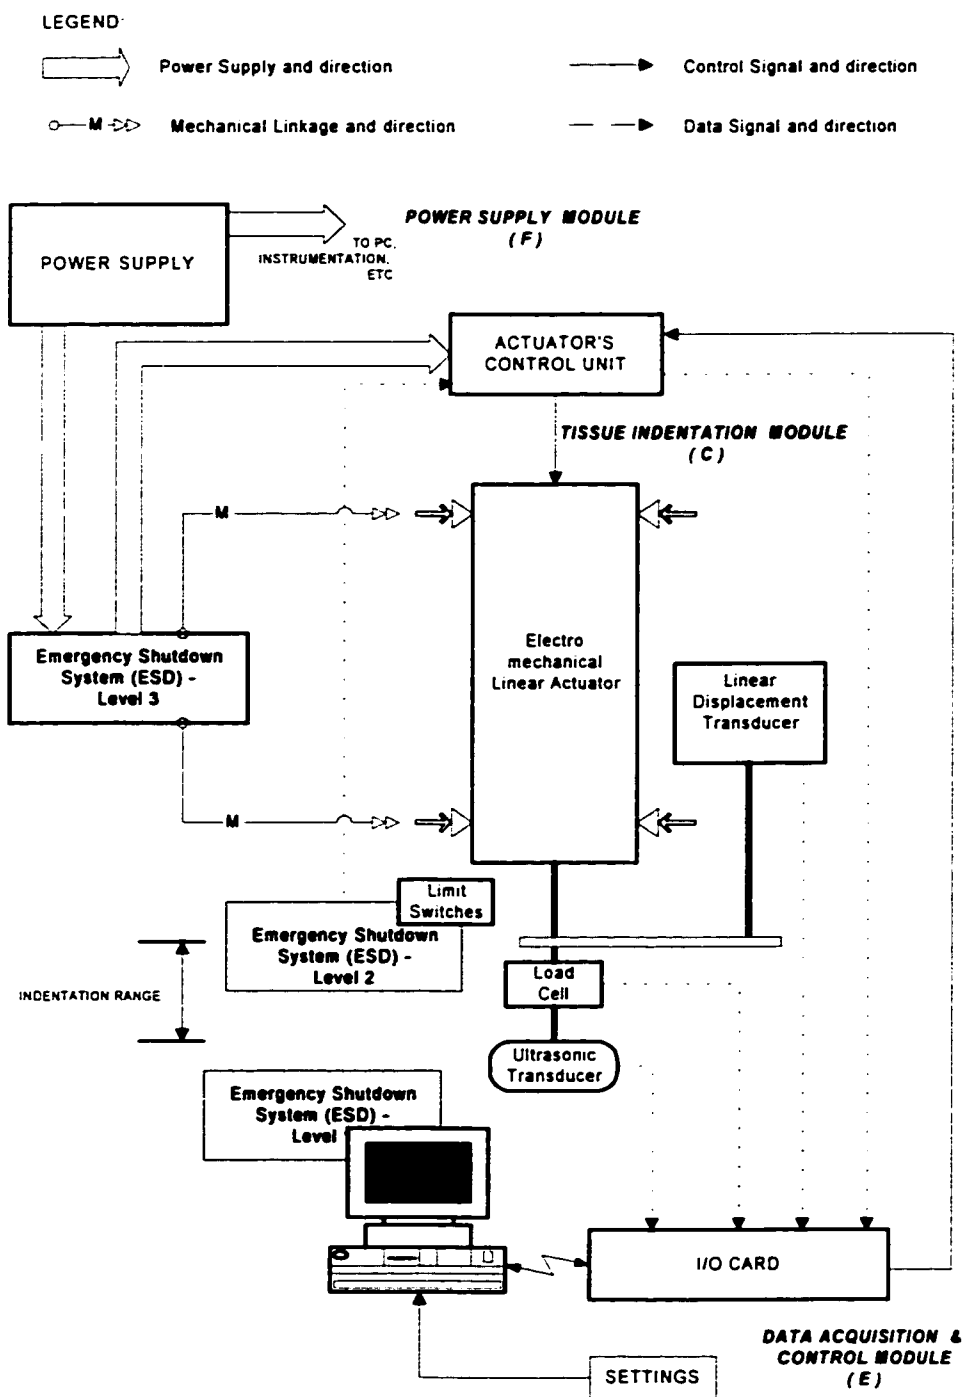 LEGEND
Power Supply and direction
Control Signal and direction
M
Mechanical Linkage and direction
Data Signal and direction
POWER SUPPLY
TO PC,
INSTRUMENTATION,
ETC
POWER SUPPLY MODULE
(F)
ACTUATOR'S
CONTROL UNIT
TISSUE INDENTATION MODULE
(C)
M
Emergency Shutdown
System (ESD) -
Level 3
Electro
mechanical
Linear Actuator
Linear
Displacement
Transducer
M
Limit
Switches
Emergency Shutdown
System (ESD) -
Level 2
INDENTATION RANGE
Load
Cell
Ultrasonic
Transducer
Emergency Shutdown
System (ESD) -
Level
I/O CARD
DATA ACQUISITION &
CONTROL MODULE
(E)
SETTINGS